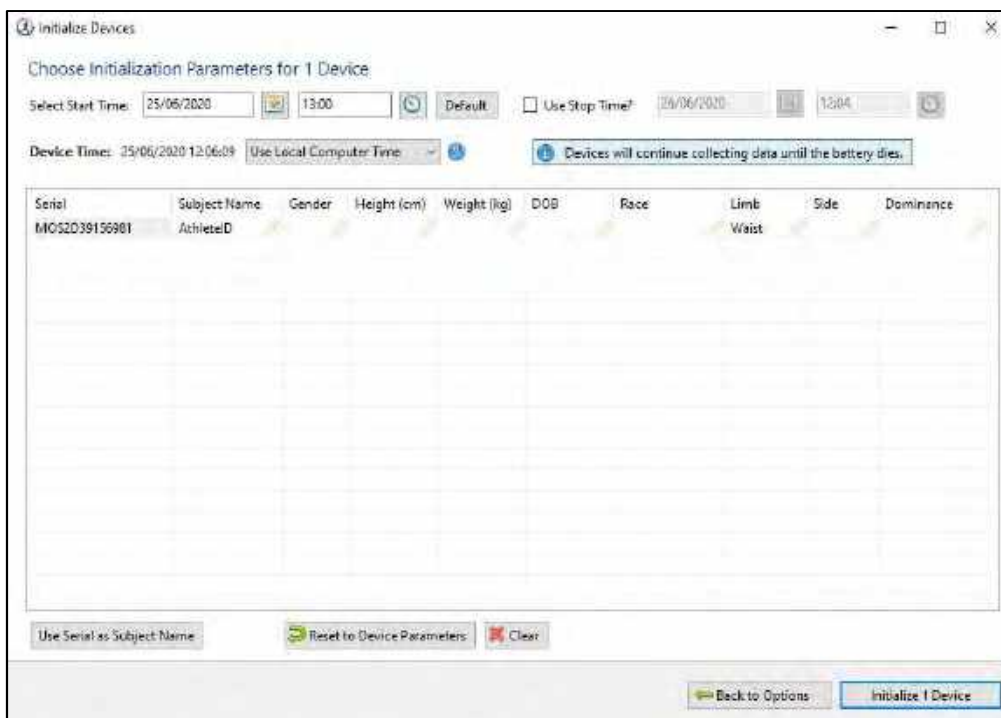 Initialize Devices
Choose Initialization Parameters for 1 Device
Select Start Time: 25/06/2020 13:00 Default Use Stop Time? 26/06/2020 12:04
Device Time: 25/06/2020 12:06:09 Use Local Computer Time Devices will continue collecting data until the battery dies.
Serial Subject Name Gender Height (cm) Weight (kg) DOB Race Limb Side Dominance
MOS2D39156981 AthleteID Waist
Use Serial as Subject Name Reset to Device Parameters Clear
Back to Options Initialize 1 Device